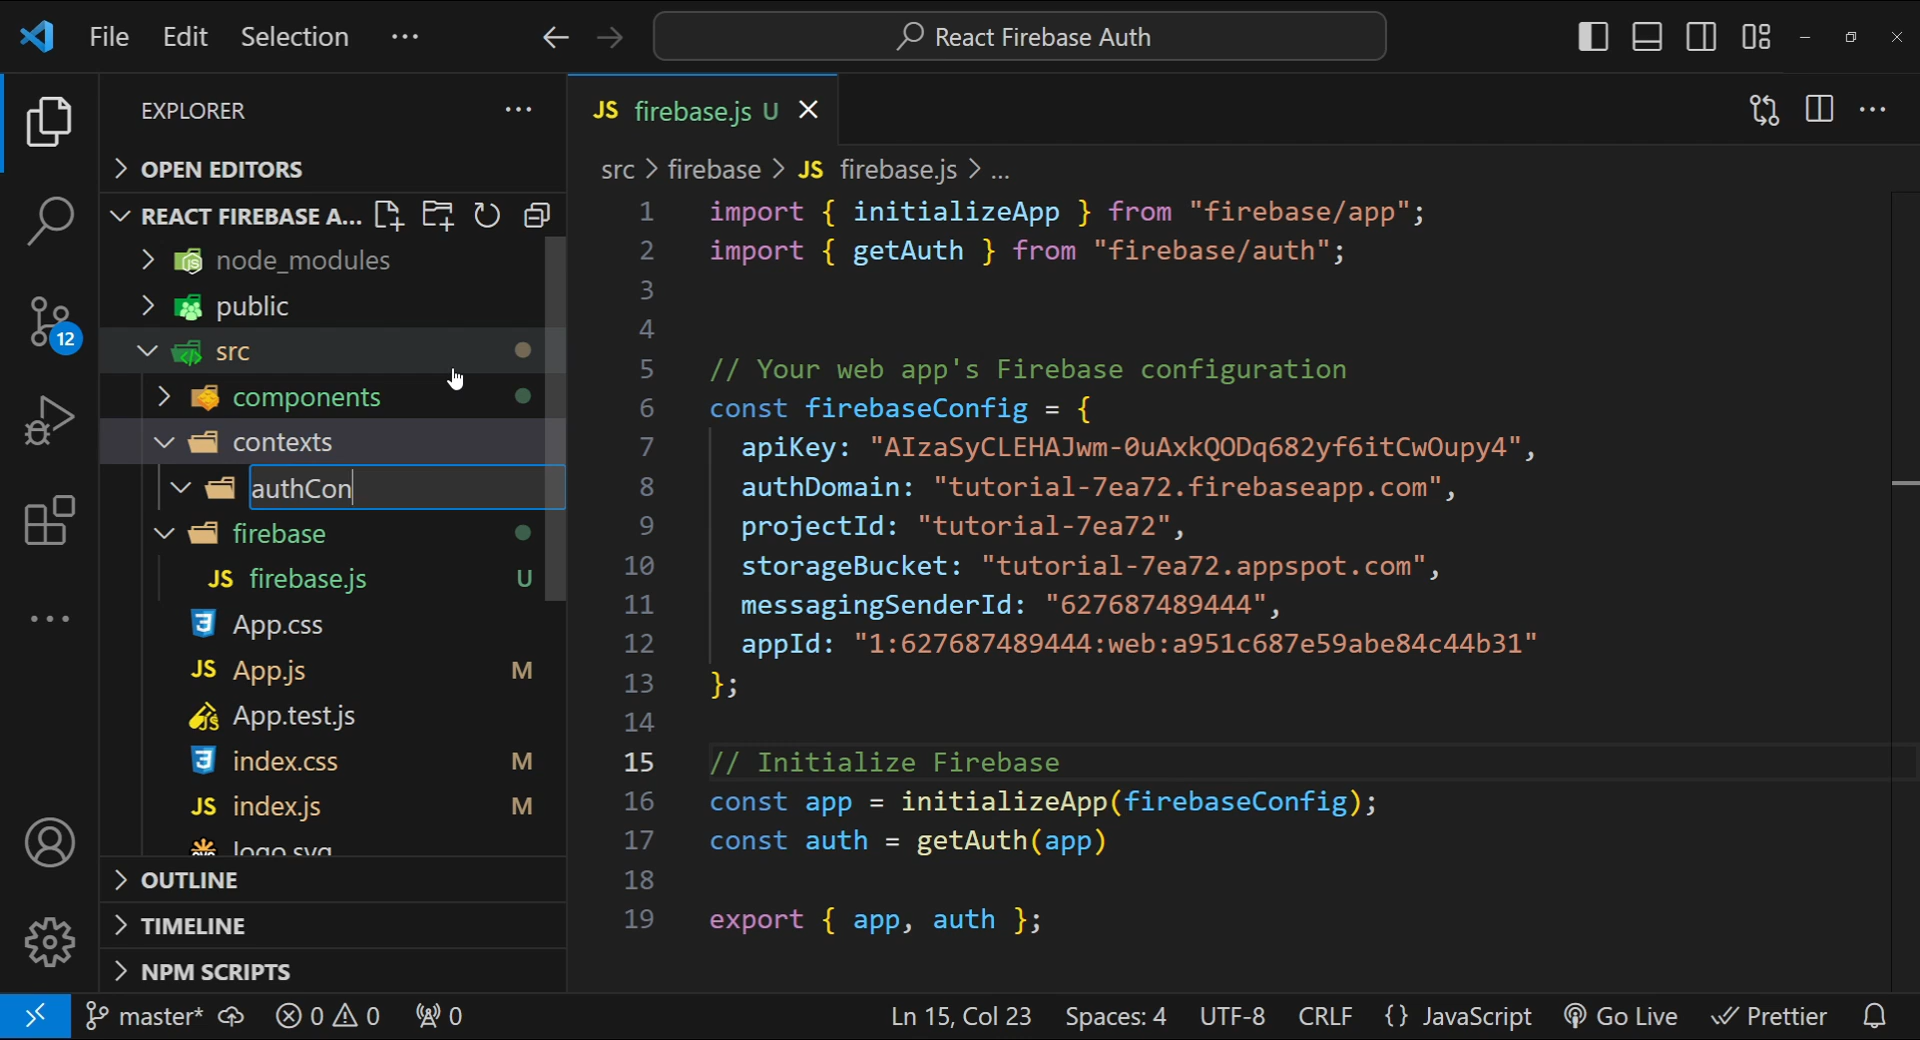 File Edit Selection ··· React Firebase Auth
EXPLORER ···
OPEN EDITORS
REACT FIREBASE A...
node_modules
public
src
components
contexts
authCon
firebase
JS firebase.js U
App.css
JS App.js M
App.test.js
index.css M
JS index.js M
logo.svg
OUTLINE
TIMELINE
NPM SCRIPTS
12
JS firebase.js U
src > firebase > JS firebase.js > ...
1 import { initializeApp } from "firebase/app";
2 import { getAuth } from "firebase/auth";
3
4
5 // Your web app's Firebase configuration
6 const firebaseConfig = {
7 apiKey: "AIzaSyCLEHAJwm-0uAxkQODq682yf6itCwOupy4",
8 authDomain: "tutorial-7ea72.firebaseapp.com",
9 projectId: "tutorial-7ea72",
10 storageBucket: "tutorial-7ea72.appspot.com",
11 messagingSenderId: "627687489444",
12 appId: "1:627687489444:web:a951c687e59abe84c44b31"
13 };
14
15 // Initialize Firebase
16 const app = initializeApp(firebaseConfig);
17 const auth = getAuth(app)
18
19 export { app, auth };
master* 0 0 0 Ln 15, Col 23 Spaces: 4 UTF-8 CRLF {} JavaScript Go Live Prettier